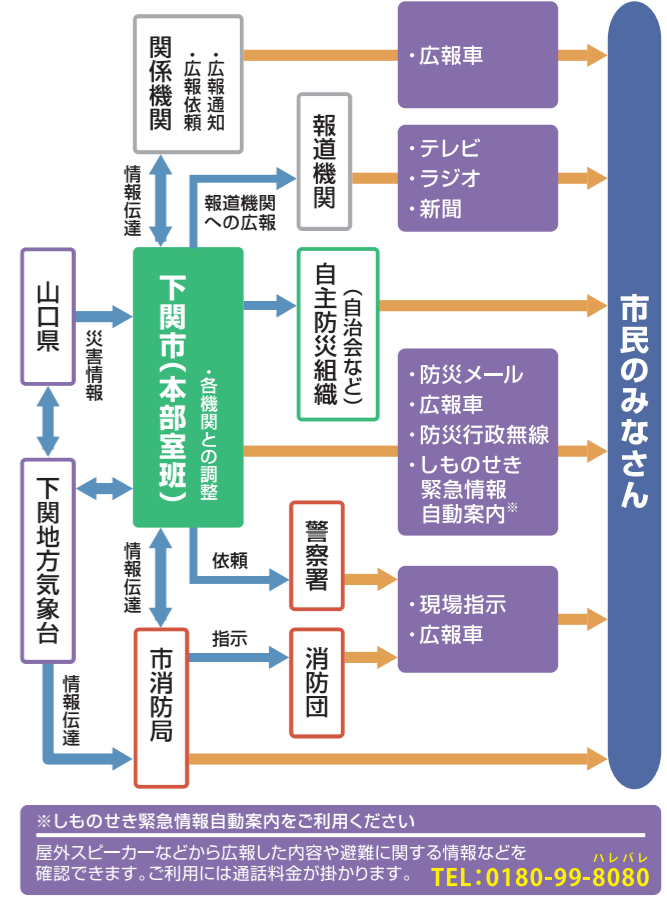 関係機関
・広報通知
・広報依頼
・広報車
報道機関
・テレビ
・ラジオ
・新聞
情報伝達
報道機関
への広報
山口県
災害情報
下関市(本部室班)
・各機関との調整
自主防災組織
(自治会など)
市民のみなさん
・防災メール
・広報車
・防災行政無線
・しものせき
緊急情報
自動案内※
下関地方気象台
警察署
依頼
情報伝達
・現場指示
・広報車
市消防局
指示
消防団
情報伝達
※しものせき緊急情報自動案内をご利用ください
屋外スピーカーなどから広報した内容や避難に関する情報などを
確認できます。ご利用には通話料金が掛かります。
ハレバレ
TEL:0180-99-8080